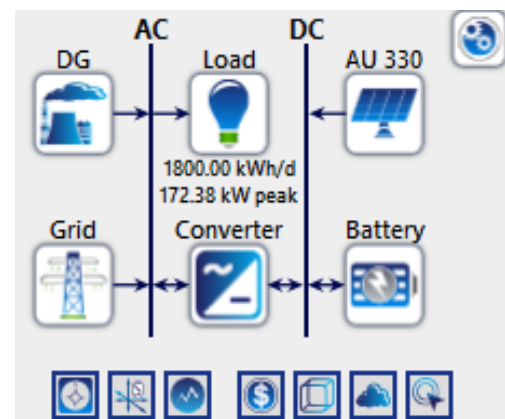 AC DC
DG Load AU 330
1800.00 kWh/d
172.38 kW peak
Grid Converter Battery